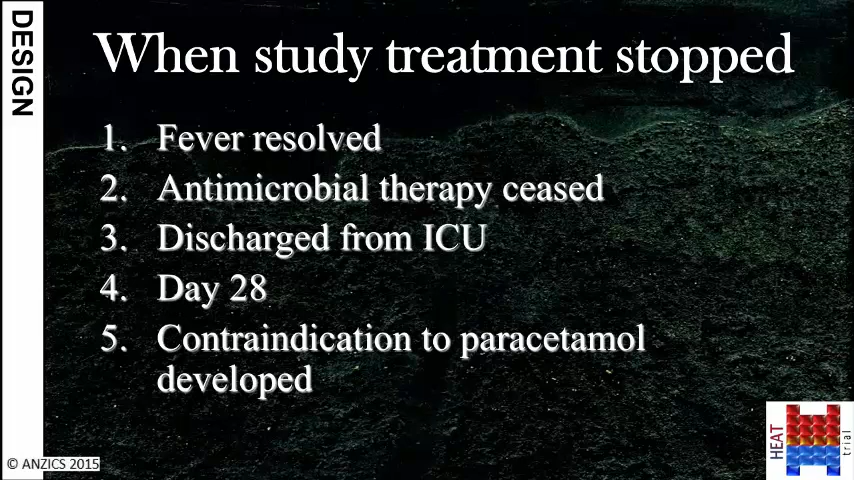 DESIGN
When study treatment stopped
1. Fever resolved
2. Antimicrobial therapy ceased
3. Discharged from ICU
4. Day 28
5. Contraindication to paracetamol
developed
© ANZICS 2015
HEAT
trial